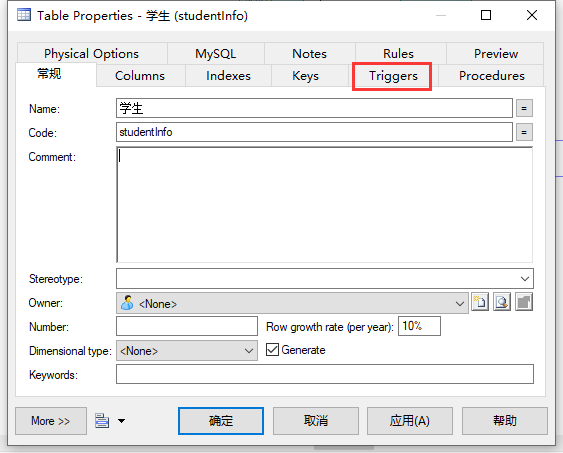 Table Properties - 学生 (studentInfo)
Physical Options MySQL Notes Rules Preview
常规 Columns Indexes Keys Triggers Procedures
Name: 学生 =
Code: studentInfo =
Comment:
Stereotype:
Owner: <None>
Number: Row growth rate (per year): 10%
Dimensional type: <None> Generate
Keywords:
More >> 确定 取消 应用(A) 帮助